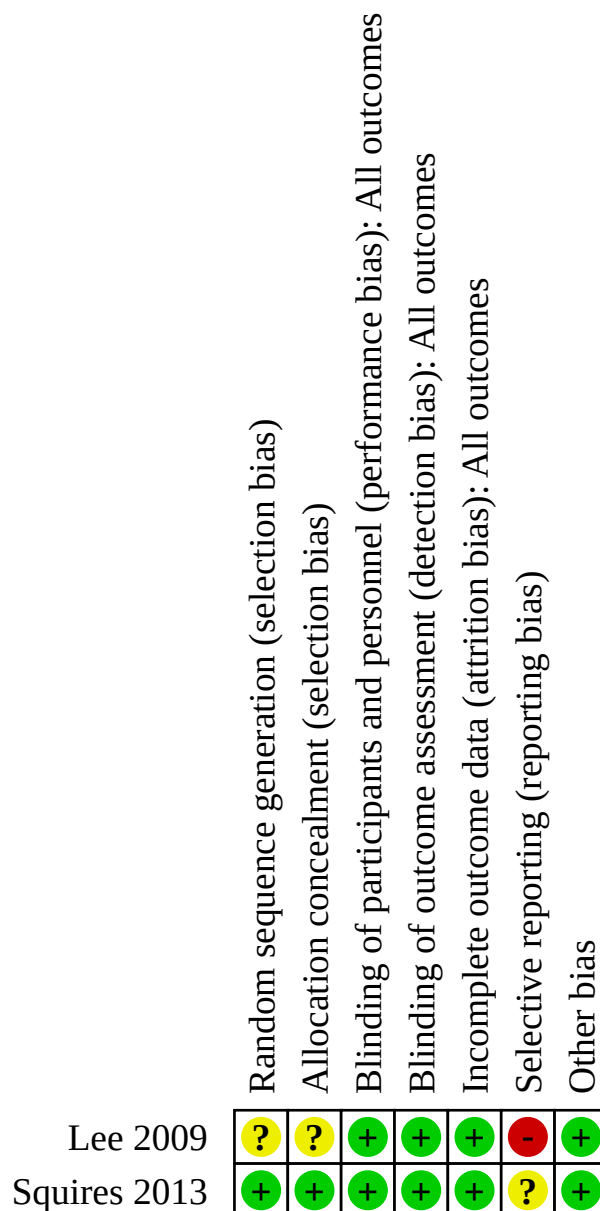 Random sequence generation (selection bias)
Allocation concealment (selection bias)
Blinding of participants and personnel (performance bias): All outcomes
Blinding of outcome assessment (detection bias): All outcomes
Incomplete outcome data (attrition bias): All outcomes
Selective reporting (reporting bias)
Other bias
Lee 2009 ? ? + + + - +
Squires 2013 + + + + + ? +